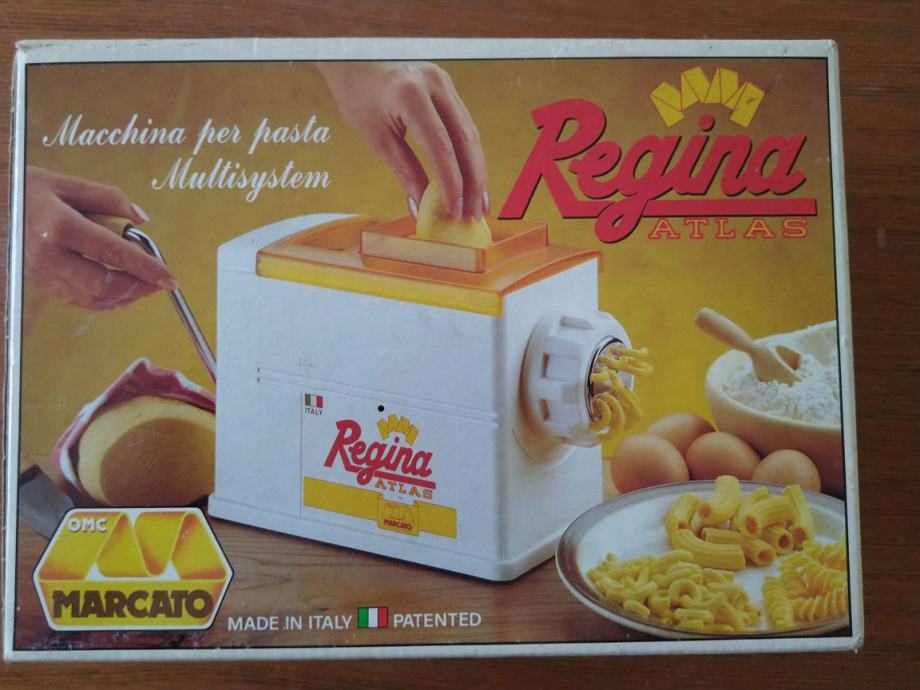 Macchina per pasta
Multisystem
Regina
ATLAS
ITALY
Regina
ATLAS
MARCATO
OMC
MARCATO
MADE IN ITALY PATENTED